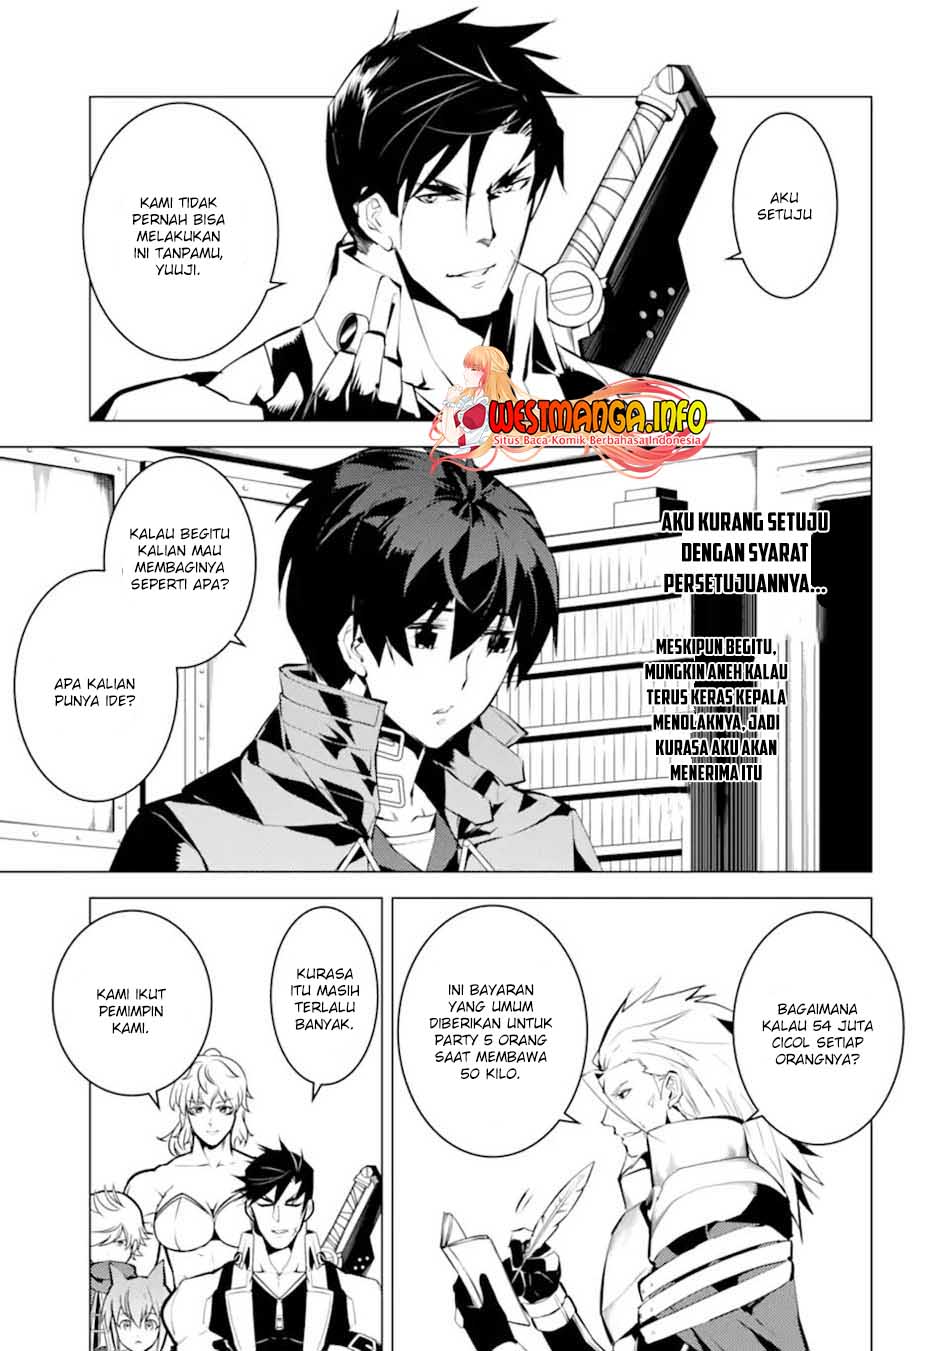 AKU
SETUJU
KAMI TIDAK
PERNAH BISA
MELAKUKAN
INI TANPAMU,
YUUJI.
WESTMANGA.INFO
Situs Baca Komik Berbahasa Indonesia
AKU KURANG SETUJU
DENGAN SYARAT
PERSETUJUANNYA...
MESKIPUN BEGITU,
MUNGKIN ANEH KALAU
TERUS KERAS KEPALA
MENOLAKNYA, JADI
KURASA AKU AKAN
MENERIMA ITU
KALAU BEGITU
KALIAN MAU
MEMBAGINYA
SEPERTI APA?
APA KALIAN
PUNYA IDE?
BAGAIMANA
KALAU 54 JUTA
CICOL SETIAP
ORANGNYA?
INI BAYARAN
YANG UMUM
DIBERIKAN UNTUK
PARTY 5 ORANG
SAAT MEMBAWA
50 KILO.
KURASA
ITU MASIH
TERLALU
BANYAK.
KAMI IKUT
PEMIMPIN
KAMI.